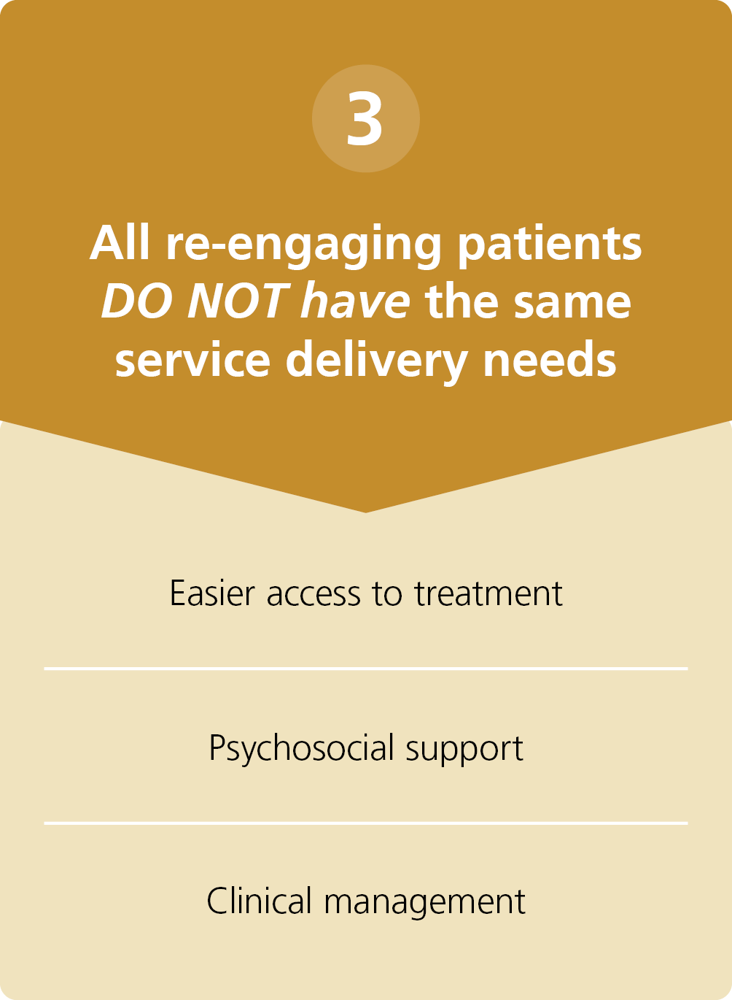 3
All re-engaging patients
DO NOT have the same
service delivery needs
Easier access to treatment
Psychosocial support
Clinical management